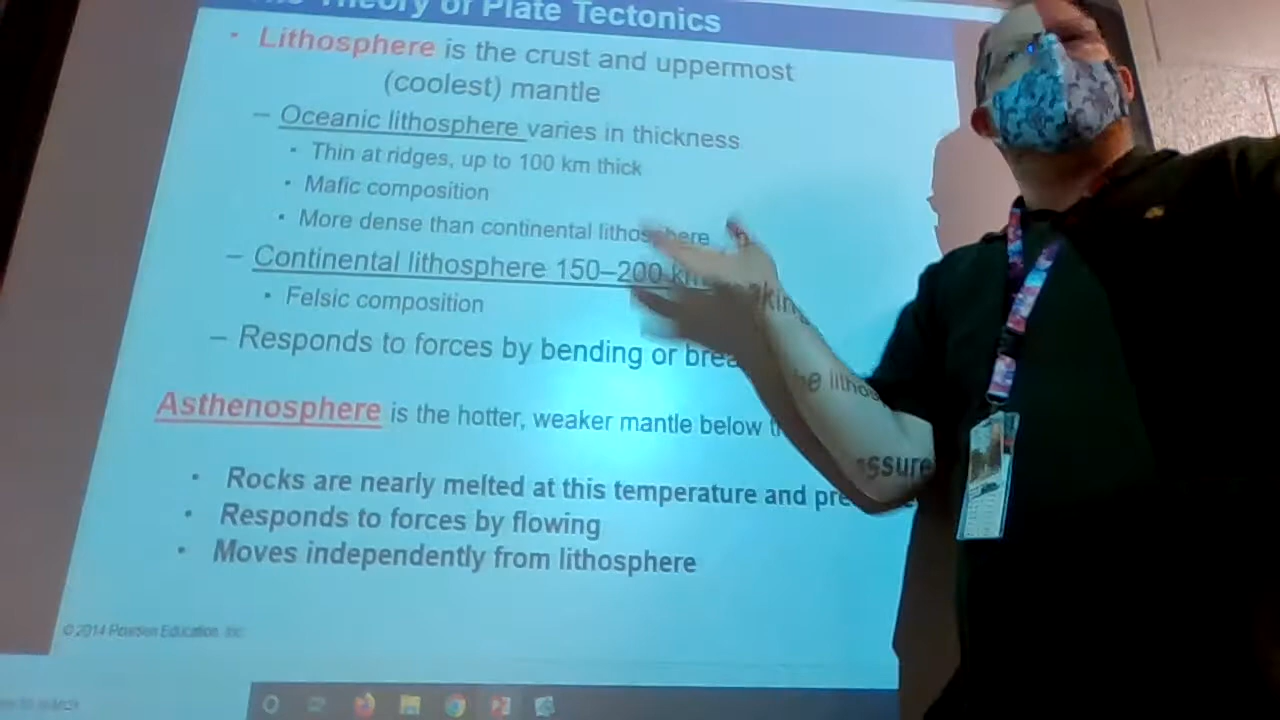 Theory of Plate Tectonics
• Lithosphere is the crust and uppermost
(coolest) mantle
– Oceanic lithosphere varies in thickness
• Thin at ridges, up to 100 km thick
• Mafic composition
• More dense than continental lithosphere
– Continental lithosphere 150–200 km
• Felsic composition
– Responds to forces by bending or breaking
Asthenosphere is the hotter, weaker mantle below the lithos
• Rocks are nearly melted at this temperature and pressure
• Responds to forces by flowing
• Moves independently from lithosphere
© 2014 Pearson Education, Inc.